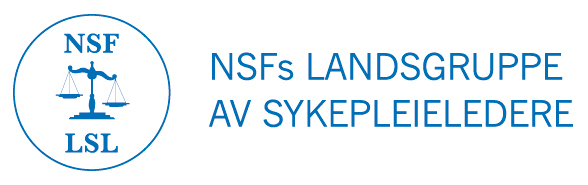 NSF
LSL
NSFs LANDSGRUPPE
AV SYKEPLEIELEDERE